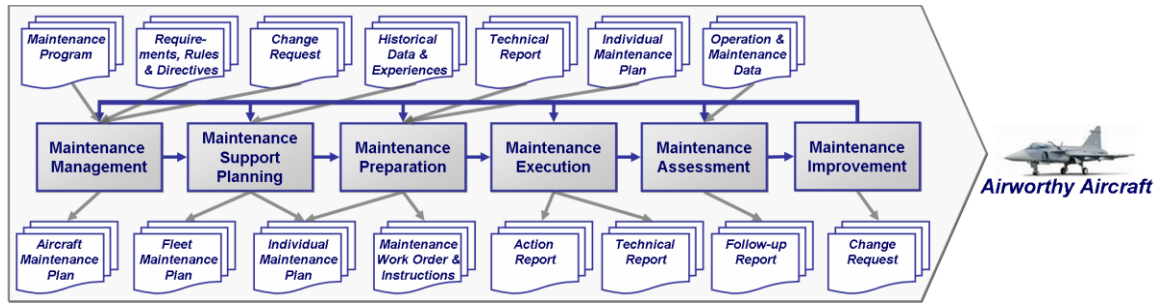 Maintenance
Program
Require-
ments, Rules
& Directives
Change
Request
Historical
Data &
Experiences
Technical
Report
Individual
Maintenance
Plan
Operation &
Maintenance
Data
Maintenance
Management
Maintenance
Support
Planning
Maintenance
Preparation
Maintenance
Execution
Maintenance
Assessment
Maintenance
Improvement
Airworthy Aircraft
Aircraft
Maintenance
Plan
Fleet
Maintenance
Plan
Individual
Maintenance
Plan
Maintenance
Work Order &
Instructions
Action
Report
Technical
Report
Follow-up
Report
Change
Request